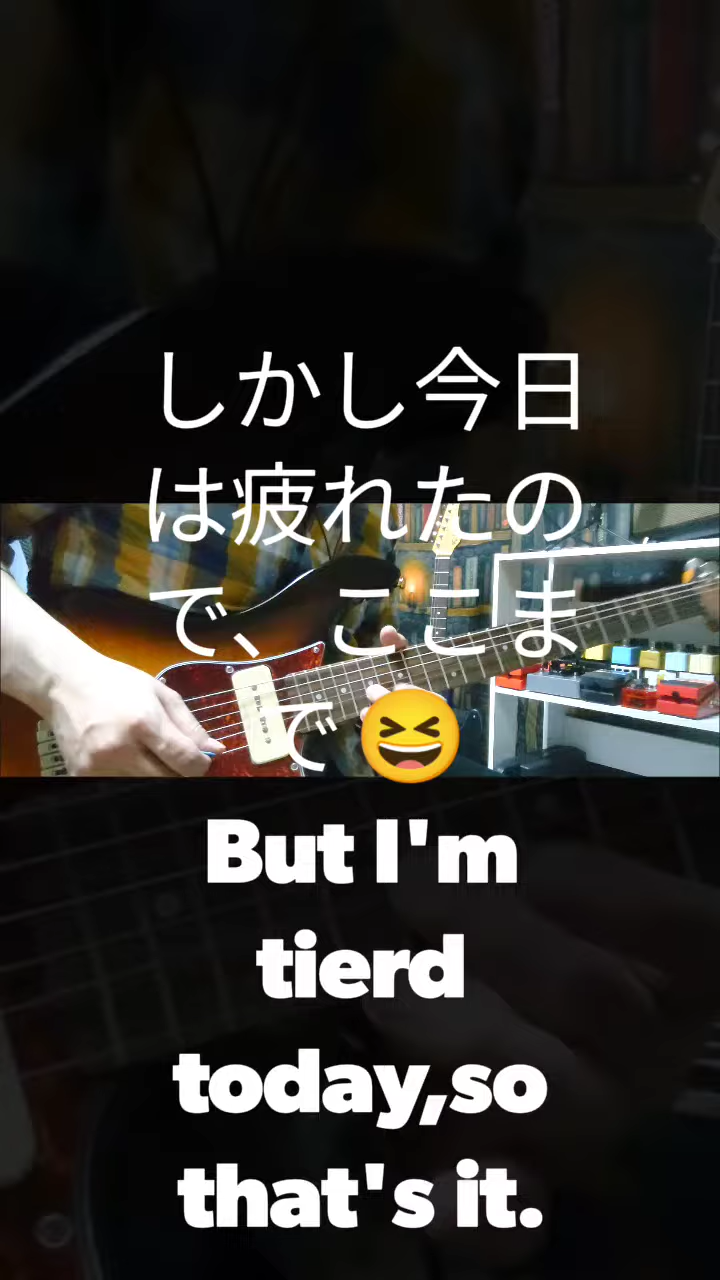 しかし今日
は疲れたの
で、ここま
で😆
But I'm
tierd
today,so
that's it.